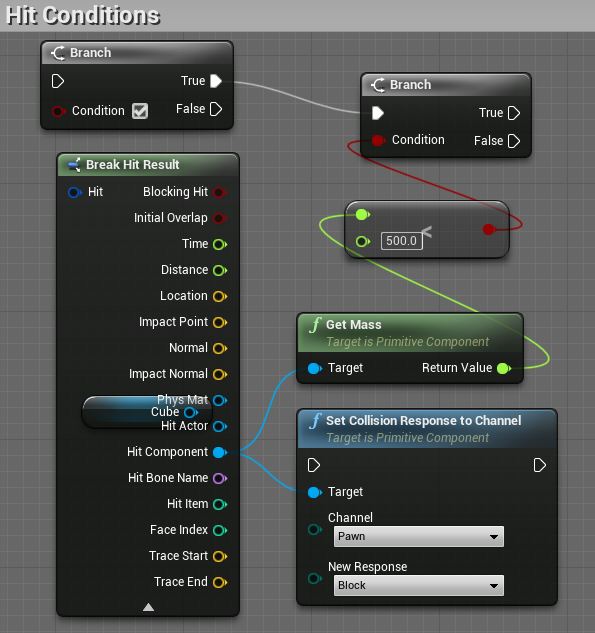 Hit Conditions
Branch
True
Condition
False
Branch
True
Condition
False
Break Hit Result
Hit
Blocking Hit
Initial Overlap
Time
Distance
Location
Impact Point
Normal
Impact Normal
Phys Mat
Cube
Hit Actor
Hit Component
Hit Bone Name
Hit Item
Face Index
Trace Start
Trace End
<
500.0
f Get Mass
Target is Primitive Component
Target Return Value
f Set Collision Response to Channel
Target is Primitive Component
Target
Channel
Pawn
New Response
Block